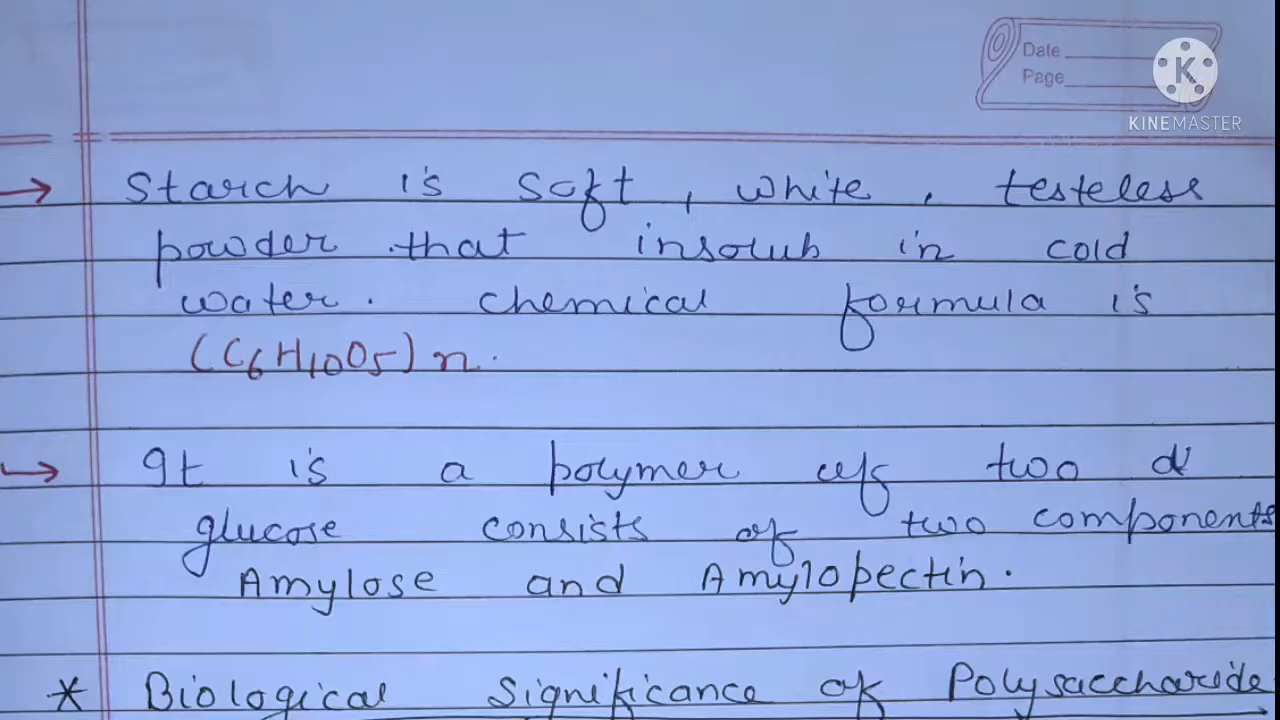 Date
Page
KINEMASTER
→ Starch is soft, white, testeless
powder that insolub in cold
water. chemical formula is
(C6H10O5)n.
→ It is a polymer of two d
glucose consists of two components
Amylose and Amylopectin.
* Biological Significance of Polysaccharide